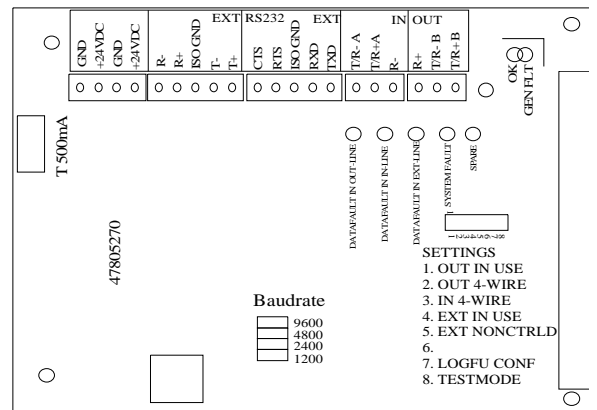 EXT RS232 EXT IN OUT
GND
+24VDC
GND
+24VDC
R-
R+
ISO GND
T-
T+
CTS
RTS
ISO GND
RXD
TXD
T/R- A
T/R+A
R-
R+
T/R- B
T/R+ B
OK
GEN FLT
T 500mA
DATAFAULT IN OUT-LINE
DATAFAULT IN IN-LINE
DATAFAULT IN EXT-LINE
SYSTEM FAULT
SPARE
47805270
Baudrate
9600
4800
2400
1200
SETTINGS
1. OUT IN USE
2. OUT 4-WIRE
3. IN 4-WIRE
4. EXT IN USE
5. EXT NONCTRLD
6.
7. LOGFU CONF
8. TESTMODE